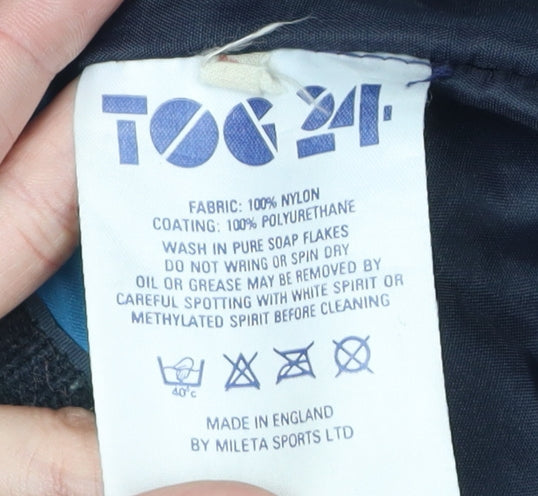 TOG 24
FABRIC: 100% NYLON
COATING: 100% POLYURETHANE
WASH IN PURE SOAP FLAKES
DO NOT WRING OR SPIN DRY
OIL OR GREASE MAY BE REMOVED BY
CAREFUL SPOTTING WITH WHITE SPIRIT OR
METHYLATED SPIRIT BEFORE CLEANING
40°c
MADE IN ENGLAND
BY MILETA SPORTS LTD